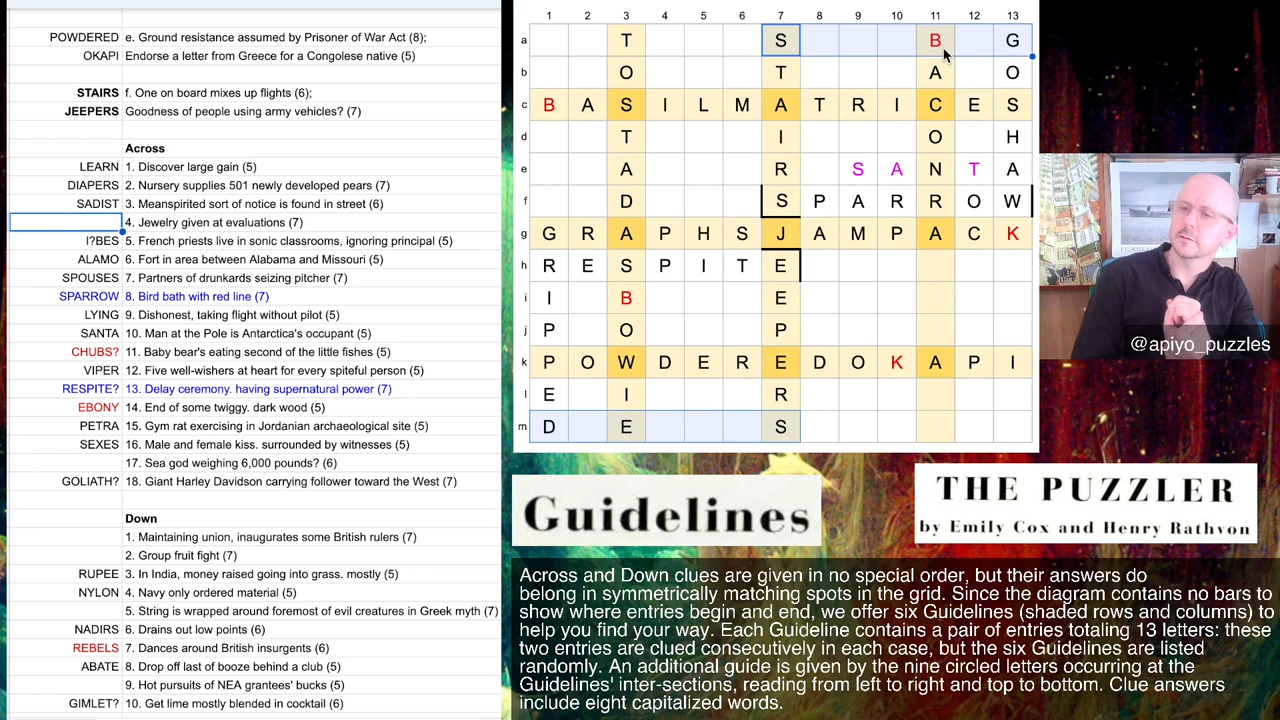 POWDERED e. Ground resistance assumed by Prisoner of War Act (8);
OKAPI Endorse a letter from Greece for a Congolese native (5)
STAIRS f. One on board mixes up flights (6);
JEEPERS Goodness of people using army vehicles? (7)
Across
LEARN 1. Discover large gain (5)
DIAPERS 2. Nursery supplies 501 newly developed pears (7)
SADIST 3. Meanspirited sort of notice is found in street (6)
4. Jewelry given at evaluations (7)
I?BES 5. French priests live in sonic classrooms, ignoring principal (5)
ALAMO 6. Fort in area between Alabama and Missouri (5)
SPOUSES 7. Partners of drunkards seizing pitcher (7)
SPARROW 8. Bird bath with red line (7)
LYING 9. Dishonest, taking flight without pilot (5)
SANTA 10. Man at the Pole is Antarctica's occupant (5)
CHUBS? 11. Baby bear's eating second of the little fishes (5)
VIPER 12. Five well-wishers at heart for every spiteful person (5)
RESPITE? 13. Delay ceremony. having supernatural power (7)
EBONY 14. End of some twiggy. dark wood (5)
PETRA 15. Gym rat exercising in Jordanian archaeological site (5)
SEXES 16. Male and female kiss. surrounded by witnesses (5)
17. Sea god weighing 6,000 pounds? (6)
GOLIATH? 18. Giant Harley Davidson carrying follower toward the West (7)
Down
1. Maintaining union, inaugurates some British rulers (7)
2. Group fruit fight (7)
RUPEE 3. In India, money raised going into grass. mostly (5)
NYLON 4. Navy only ordered material (5)
5. String is wrapped around foremost of evil creatures in Greek myth (7)
NADIRS 6. Drains out low points (6)
REBELS 7. Dances around British insurgents (6)
ABATE 8. Drop off last of booze behind a club (5)
9. Hot pursuits of NEA grantees' bucks (5)
GIMLET? 10. Get lime mostly blended in cocktail (6)
1 2 3 4 5 6 7 8 9 10 11 12 13
a T S B G
b O T A O
c B A S I L M A T R I C E S
d T I O H
e A R S A N T A
f D S P A R R O W
g G R A P H S J A M P A C K
h R E S P I T E
i I B E
j P O P
k P O W D E R E D O K A P I
l E I R
m D E S
@apiyo_puzzles
Guidelines
THE PUZZLER
by Emily Cox and Henry Rathvon
Across and Down clues are given in no special order, but their answers do
belong in symmetrically matching spots in the grid. Since the diagram contains no bars to
show where entries begin and end, we offer six Guidelines (shaded rows and columns) to
help you find your way. Each Guideline contains a pair of entries totaling 13 letters: these
two entries are clued consecutively in each case, but the six Guidelines are listed
randomly. An additional guide is given by the nine circled letters occurring at the
Guidelines' inter-sections, reading from left to right and top to bottom. Clue answers
include eight capitalized words.